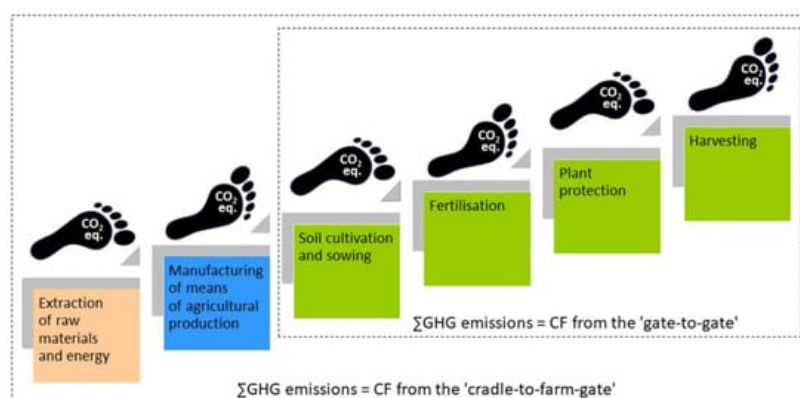 CO2
eq.
CO2
eq.
CO2
eq.
CO2
eq.
CO2
eq.
CO2
eq.
Extraction
of raw
materials
and energy
Manufacturing
of means
of agricultural
production
Soil cultivation
and sowing
Fertilisation
Plant
protection
Harvesting
∑GHG emissions = CF from the 'gate-to-gate'
∑GHG emissions = CF from the 'cradle-to-farm-gate'